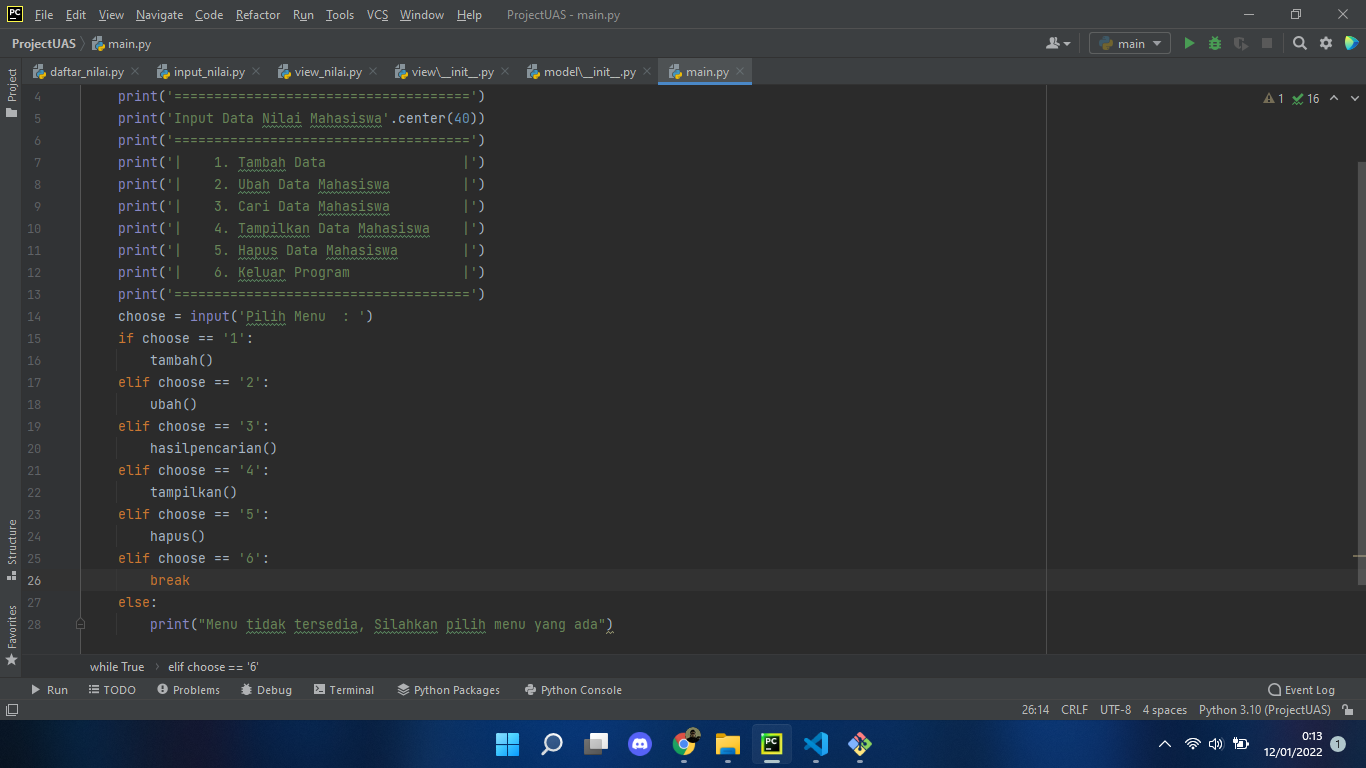 PC File Edit View Navigate Code Refactor Run Tools VCS Window Help ProjectUAS - main.py
ProjectUAS main.py main
daftar_nilai.py input_nilai.py view_nilai.py view\__init__.py model\__init__.py main.py
Project
1 16
4 print('=====================================')
5 print('Input Data Nilai Mahasiswa'.center(40))
6 print('=====================================')
7 print('|    1. Tambah Data                 |')
8 print('|    2. Ubah Data Mahasiswa         |')
9 print('|    3. Cari Data Mahasiswa         |')
10 print('|    4. Tampilkan Data Mahasiswa    |')
11 print('|    5. Hapus Data Mahasiswa        |')
12 print('|    6. Keluar Program              |')
13 print('=====================================')
14 choose = input('Pilih Menu  : ')
15 if choose == '1':
16     tambah()
17 elif choose == '2':
18     ubah()
19 elif choose == '3':
20     hasilpencarian()
21 elif choose == '4':
22     tampilkan()
23 elif choose == '5':
24     hapus()
25 elif choose == '6':
26     break
27 else:
28     print("Menu tidak tersedia, Silahkan pilih menu yang ada")
Structure
Favorites
while True elif choose == '6'
Run TODO Problems Debug Terminal Python Packages Python Console Event Log
26:14 CRLF UTF-8 4 spaces Python 3.10 (ProjectUAS)
PC
0:13
12/01/2022
1